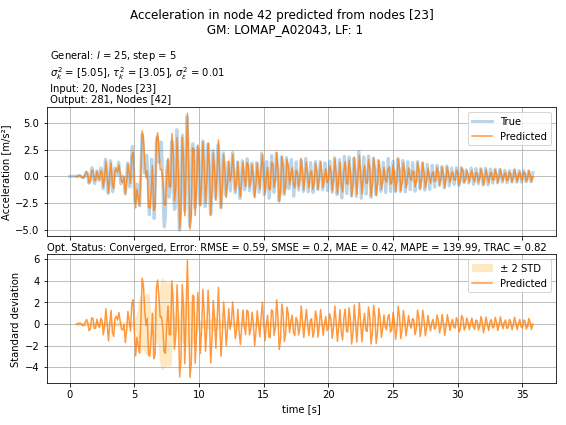 Acceleration in node 42 predicted from nodes [23]
GM: LOMAP_A02043, LF: 1
General: l = 25, step = 5
σ²ₖ = [5.05], τ²ₖ = [3.05], σ²ε = 0.01
Input: 20, Nodes [23]
Output: 281, Nodes [42]
Acceleration [m/s²]
5.0
2.5
0.0
−2.5
−5.0
True
Predicted
Opt. Status: Converged, Error: RMSE = 0.59, SMSE = 0.2, MAE = 0.42, MAPE = 139.99, TRAC = 0.82
Standard deviation
6
4
2
0
−2
−4
± 2 STD
Predicted
0 5 10 15 20 25 30 35
time [s]